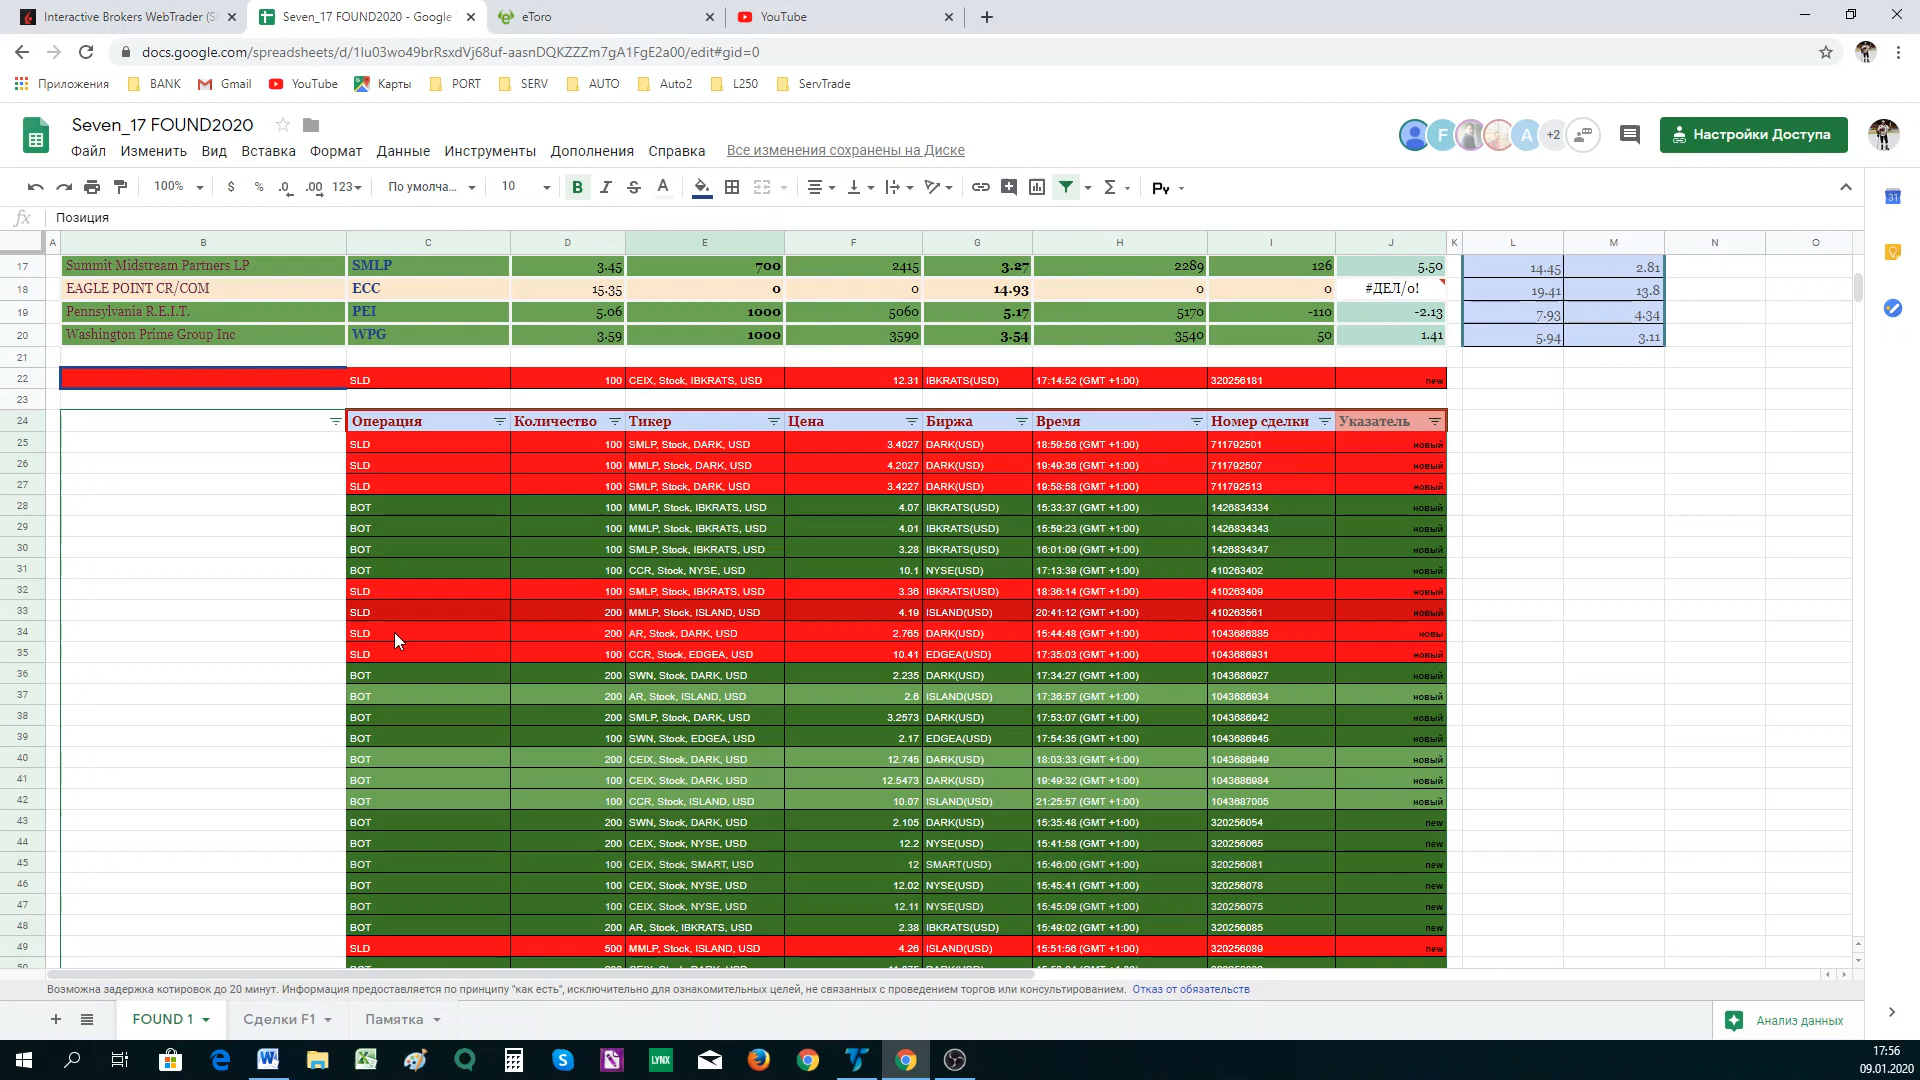 Interactive Brokers WebTrader (S
Seven_17 FOUND2020 - Google
eToro
YouTube
docs.google.com/spreadsheets/d/1lu03wo49brRsxdVj68uf-aasnDQKZZZm7gA1FgE2a00/edit#gid=0
Приложения BANK Gmail YouTube Карты PORT SERV AUTO Auto2 L250 ServTrade
Seven_17 FOUND2020
F A +2 Настройки Доступа
Файл Изменить Вид Вставка Формат Данные Инструменты Дополнения Справка Все изменения сохранены на Диске
100% $ % .0 .00 123 По умолча... 10 B I S A Σ Ру
fx Позиция
A B C D E F G H I J K L M N O
17 Summit Midstream Partners LP SMLP 3.45 700 2415 3.27 2289 126 5.50 14.45 2.81
18 EAGLE POINT CR/COM ECC 15.35 0 0 14.93 0 0 #ДЕЛ/0! 19.41 13.8
19 Pennsylvania R.E.I.T. PEI 5.06 1000 5060 5.17 5170 -110 -2.13 7.93 4.34
20 Washington Prime Group Inc WPG 3.59 1000 3590 3.54 3540 50 1.41 5.94 3.11
21
22 SLD 100 CEIX, Stock, IBKRATS, USD 12.31 IBKRATS(USD) 17:14:52 (GMT +1:00) 320256181 new
23
24 Операция Количество Тикер Цена Биржа Время Номер сделки Указатель
25 SLD 100 SMLP, Stock, DARK, USD 3.4027 DARK(USD) 18:59:56 (GMT +1:00) 711792501 новый
26 SLD 100 MMLP, Stock, DARK, USD 4.2027 DARK(USD) 19:49:36 (GMT +1:00) 711792507 новый
27 SLD 100 SMLP, Stock, DARK, USD 3.4227 DARK(USD) 19:58:58 (GMT +1:00) 711792513 новый
28 BOT 100 MMLP, Stock, IBKRATS, USD 4.07 IBKRATS(USD) 15:33:37 (GMT +1:00) 1426834334 новый
29 BOT 100 MMLP, Stock, IBKRATS, USD 4.01 IBKRATS(USD) 15:59:23 (GMT +1:00) 1426834343 новый
30 BOT 100 SMLP, Stock, IBKRATS, USD 3.28 IBKRATS(USD) 16:01:09 (GMT +1:00) 1426834347 новый
31 BOT 100 CCR, Stock, NYSE, USD 10.1 NYSE(USD) 17:13:39 (GMT +1:00) 410263402 новый
32 SLD 100 SMLP, Stock, IBKRATS, USD 3.36 IBKRATS(USD) 18:36:14 (GMT +1:00) 410263409 новый
33 SLD 200 MMLP, Stock, ISLAND, USD 4.19 ISLAND(USD) 20:41:12 (GMT +1:00) 410263561 новый
34 SLD 200 AR, Stock, DARK, USD 2.765 DARK(USD) 15:44:48 (GMT +1:00) 1043686885 новы
35 SLD 100 CCR, Stock, EDGEA, USD 10.41 EDGEA(USD) 17:35:03 (GMT +1:00) 1043686931 новый
36 BOT 200 SWN, Stock, DARK, USD 2.235 DARK(USD) 17:34:27 (GMT +1:00) 1043686927 новый
37 BOT 200 AR, Stock, ISLAND, USD 2.6 ISLAND(USD) 17:36:57 (GMT +1:00) 1043686934 новый
38 BOT 200 SMLP, Stock, DARK, USD 3.2573 DARK(USD) 17:53:07 (GMT +1:00) 1043686942 новый
39 BOT 100 SWN, Stock, EDGEA, USD 2.17 EDGEA(USD) 17:54:35 (GMT +1:00) 1043686945 новый
40 BOT 200 CEIX, Stock, DARK, USD 12.745 DARK(USD) 18:03:33 (GMT +1:00) 1043686949 новый
41 BOT 100 CEIX, Stock, DARK, USD 12.5473 DARK(USD) 19:49:32 (GMT +1:00) 1043686984 новый
42 BOT 100 CCR, Stock, ISLAND, USD 10.07 ISLAND(USD) 21:25:57 (GMT +1:00) 1043687005 новый
43 BOT 200 SWN, Stock, DARK, USD 2.105 DARK(USD) 15:35:48 (GMT +1:00) 320256054 new
44 BOT 200 CEIX, Stock, NYSE, USD 12.2 NYSE(USD) 15:41:58 (GMT +1:00) 320256065 new
45 BOT 100 CEIX, Stock, SMART, USD 12 SMART(USD) 15:46:00 (GMT +1:00) 320256081 new
46 BOT 100 CEIX, Stock, NYSE, USD 12.02 NYSE(USD) 15:45:41 (GMT +1:00) 320256078 new
47 BOT 100 CEIX, Stock, NYSE, USD 12.11 NYSE(USD) 15:45:09 (GMT +1:00) 320256075 new
48 BOT 200 AR, Stock, IBKRATS, USD 2.38 IBKRATS(USD) 15:49:02 (GMT +1:00) 320256085 new
49 SLD 500 MMLP, Stock, ISLAND, USD 4.26 ISLAND(USD) 15:51:56 (GMT +1:00) 320256089 new
Возможна задержка котировок до 20 минут. Информация предоставляется по принципу "как есть", исключительно для ознакомительных целей, не связанных с проведением торгов или консультированием. Отказ от обязательств
FOUND 1 Сделки F1 Памятка Анализ данных
LYNX
17:56
09.01.2020